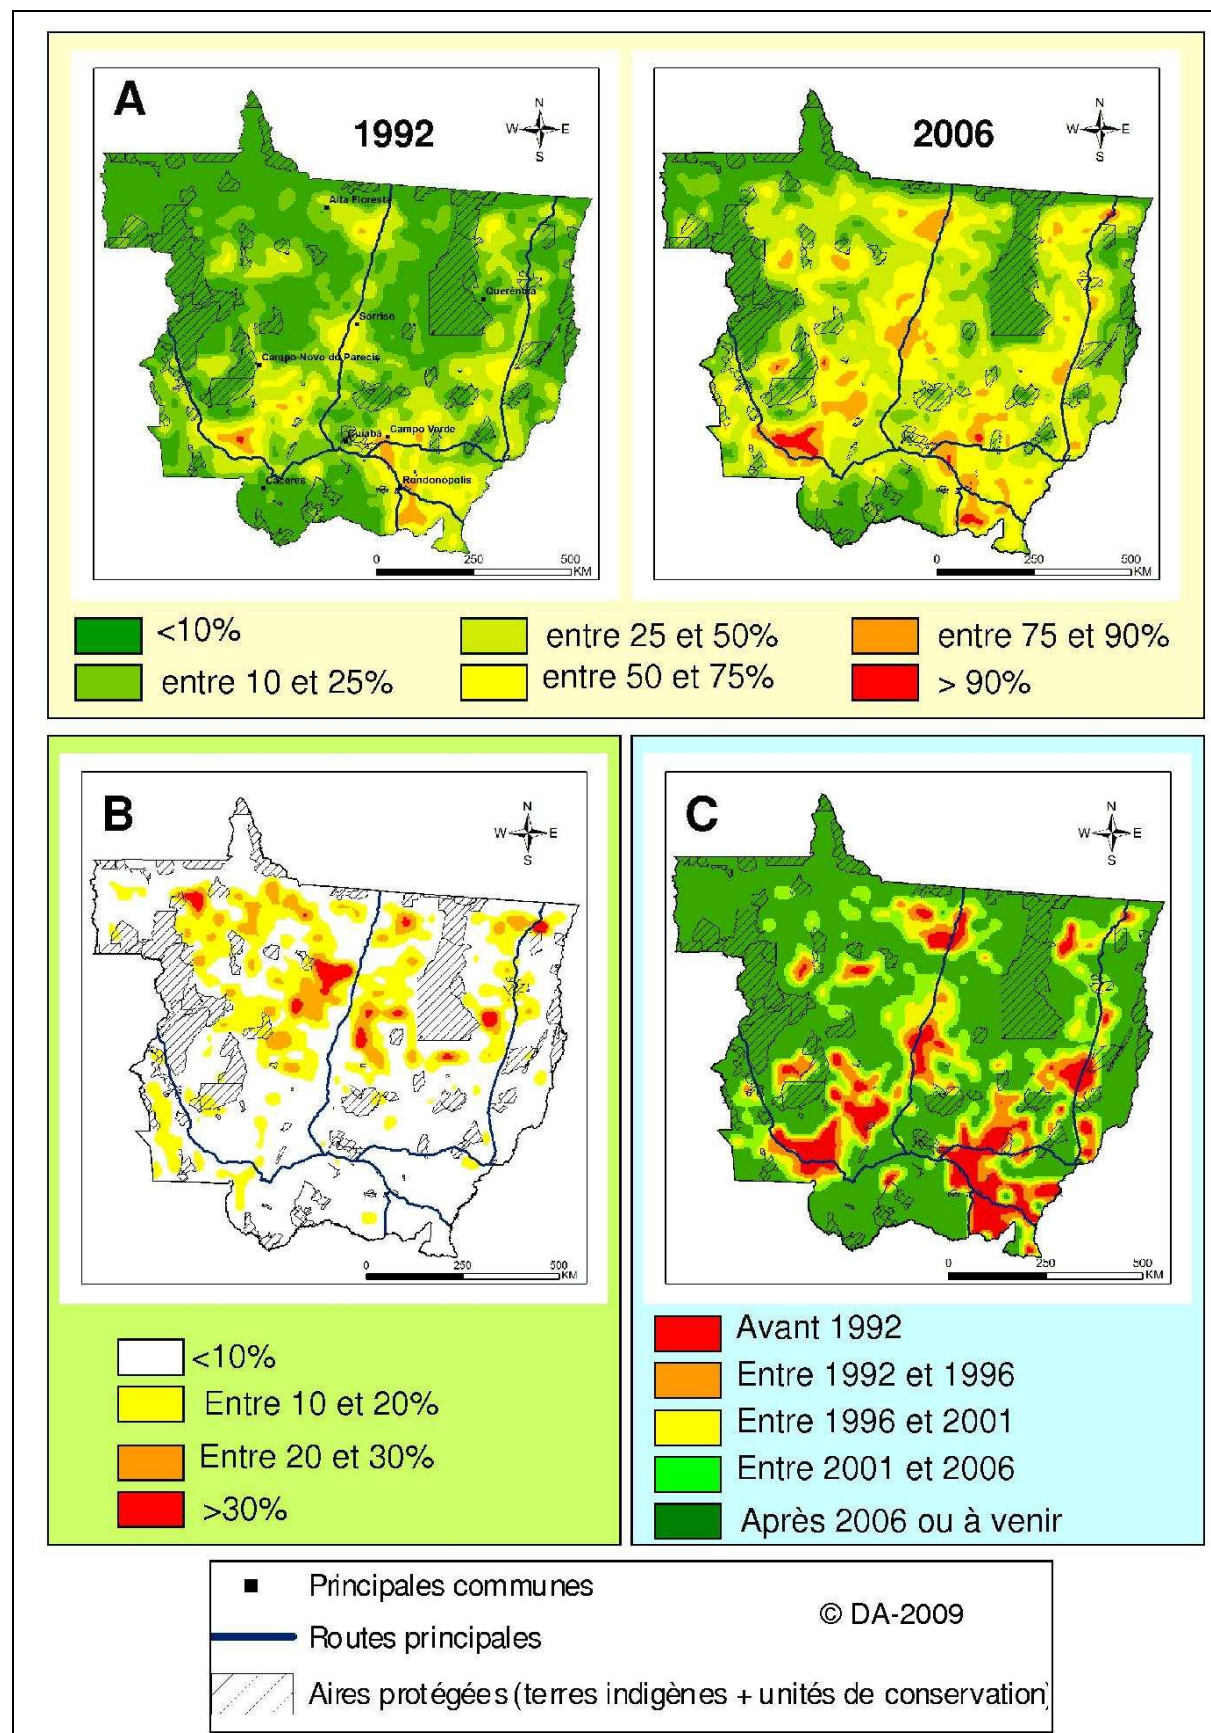 A
1992
N
W E
S
Alta Floresta
Querência
Sorriso
Campo Novo do Parecis
Cuiabá
Campo Verde
Cáceres
Rondonópolis
0 250 500
KM
2006
N
W E
S
0 250 500
KM
<10%
entre 25 et 50%
entre 75 et 90%
entre 10 et 25%
entre 50 et 75%
> 90%
B
N
W E
S
0 250 500
KM
<10%
Entre 10 et 20%
Entre 20 et 30%
>30%
C
N
W E
S
0 250 500
KM
Avant 1992
Entre 1992 et 1996
Entre 1996 et 2001
Entre 2001 et 2006
Après 2006 ou à venir
Principales communes
© DA-2009
Routes principales
Aires protégées (terres indigènes + unités de conservation)